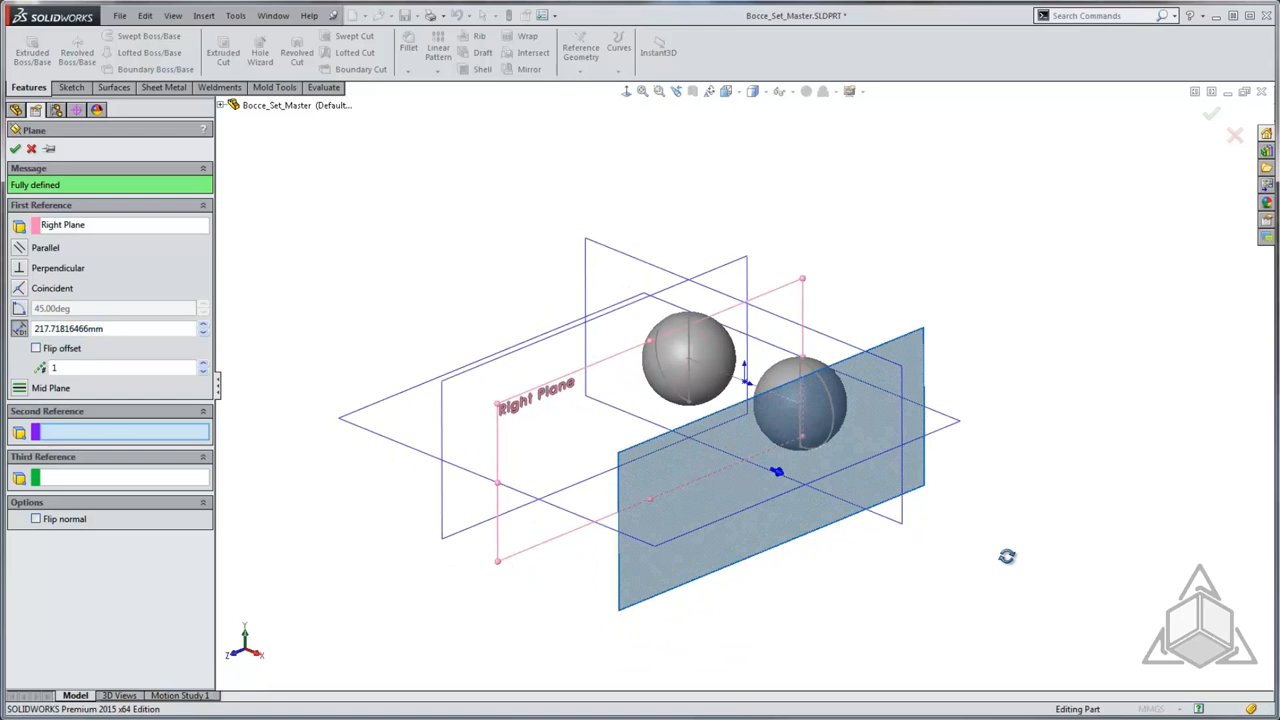 SOLIDWORKS
File Edit View Insert Tools Window Help
Bocce_Set_Master.SLDPRT *
Search Commands
Extruded Boss/Base
Revolved Boss/Base
Swept Boss/Base
Lofted Boss/Base
Boundary Boss/Base
Extruded Cut
Hole Wizard
Revolved Cut
Swept Cut
Lofted Cut
Boundary Cut
Fillet
Linear Pattern
Rib
Draft
Shell
Wrap
Intersect
Mirror
Reference Geometry
Curves
Instant3D
Features Sketch Surfaces Sheet Metal Weldments Mold Tools Evaluate
Bocce_Set_Master (Default...
Plane ?
Message
Fully defined
First Reference
Right Plane
Parallel
Perpendicular
Coincident
45.00deg
217.71816466mm
Flip offset
1
Mid Plane
Second Reference
Third Reference
Options
Flip normal
Right Plane
Y
Z X
Model 3D Views Motion Study 1
SOLIDWORKS Premium 2015 x64 Edition
Editing Part
MMGS